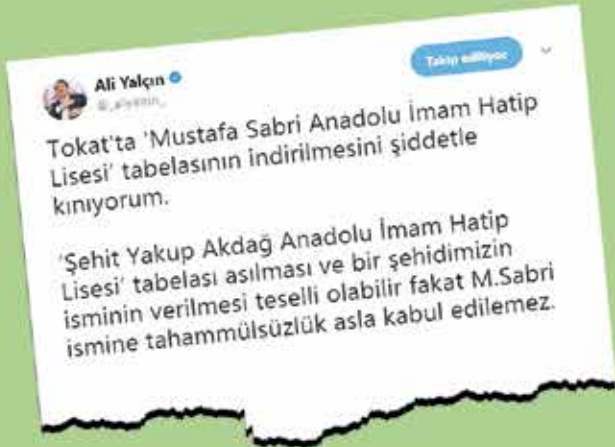 Ali Yalçın
Takip ediliyor
Tokat'ta 'Mustafa Sabri Anadolu İmam Hatip
Lisesi' tabelasının indirilmesini şiddetle
kınıyorum.
'Şehit Yakup Akdağ Anadolu İmam Hatip
Lisesi' tabelası asılması ve bir şehidimizin
isminin verilmesi teselli olabilir fakat M.Sabri
ismine tahammülsüzlük asla kabul edilemez.